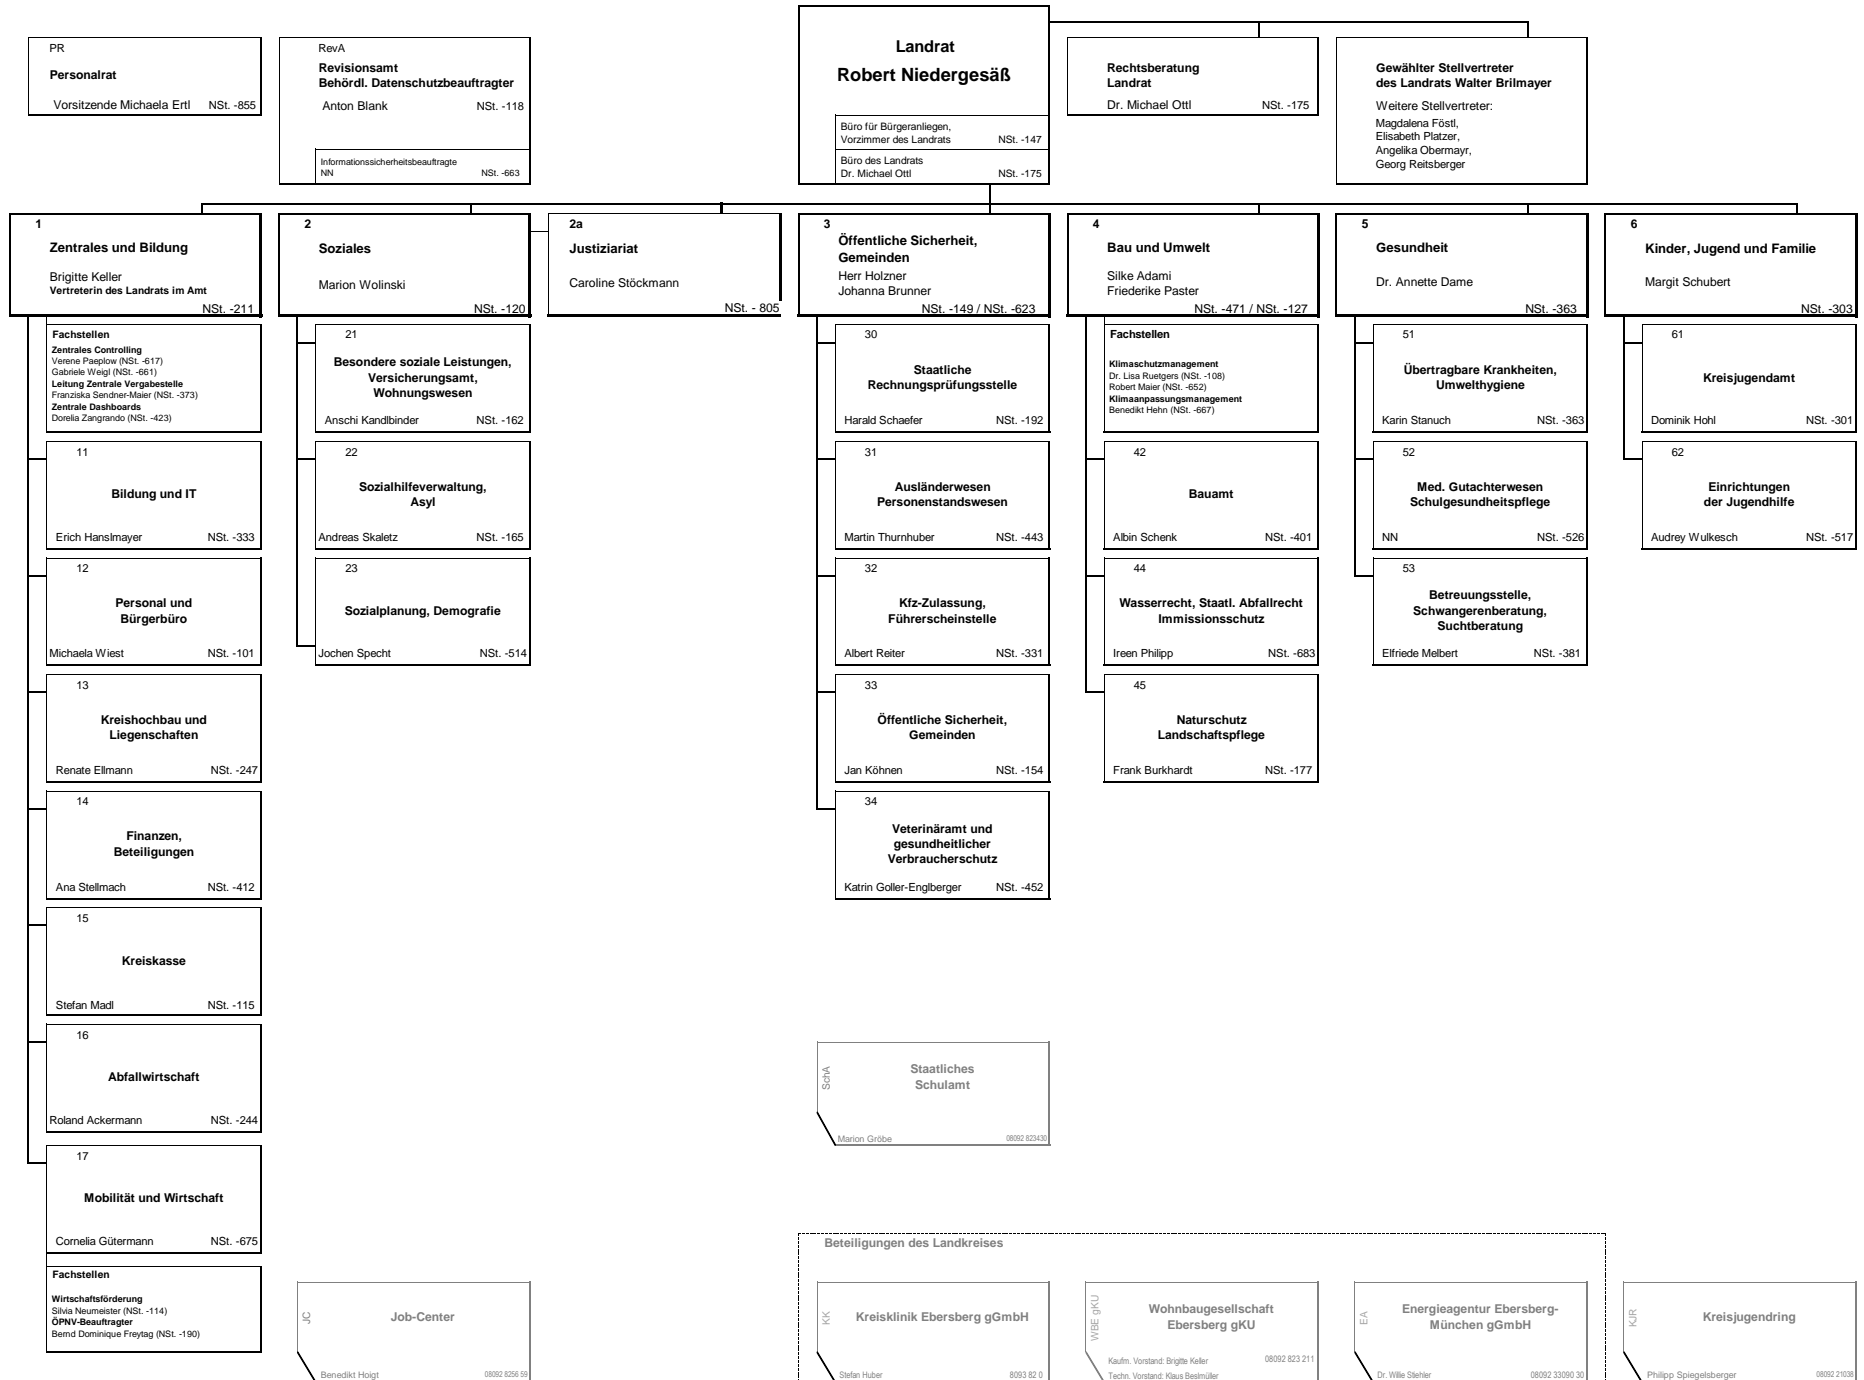 PR
Personalrat
Vorsitzende Michaela Ertl NSt. -855
RevA
Revisionsamt
Behördl. Datenschutzbeauftragter
Anton Blank NSt. -118
Informationssicherheitsbeauftragte
NN NSt. -663
Landrat
Robert Niedergesäß
Büro für Bürgeranliegen,
Vorzimmer des Landrats NSt. -147
Büro des Landrats
Dr. Michael Ottl NSt. -175
Rechtsberatung
Landrat
Dr. Michael Ottl NSt. -175
Gewählter Stellvertreter
des Landrats Walter Brilmayer
Weitere Stellvertreter:
Magdalena Föstl,
Elisabeth Platzer,
Angelika Obermayr,
Georg Reitsberger
1
Zentrales und Bildung
Brigitte Keller
Vertreterin des Landrats im Amt
NSt. -211
2
Soziales
Marion Wolinski
NSt. -120
2a
Justiziariat
Caroline Stöckmann
NSt. - 805
3
Öffentliche Sicherheit,
Gemeinden
Herr Holzner
Johanna Brunner
NSt. -149 / NSt. -623
4
Bau und Umwelt
Silke Adami
Friederike Paster
NSt. -471 / NSt. -127
5
Gesundheit
Dr. Annette Dame
NSt. -363
6
Kinder, Jugend und Familie
Margit Schubert
NSt. -303
Fachstellen
Zentrales Controlling
Verene Paeplow (NSt. -617)
Gabriele Weigl (NSt. -661)
Leitung Zentrale Vergabestelle
Franziska Sendner-Maier (NSt. -373)
Zentrale Dashboards
Dorelia Zangrando (NSt. -423)
11
Bildung und IT
Erich Hanslmayer NSt. -333
12
Personal und
Bürgerbüro
Michaela Wiest NSt. -101
13
Kreishochbau und
Liegenschaften
Renate Ellmann NSt. -247
14
Finanzen,
Beteiligungen
Ana Stellmach NSt. -412
15
Kreiskasse
Stefan Madl NSt. -115
16
Abfallwirtschaft
Roland Ackermann NSt. -244
17
Mobilität und Wirtschaft
Cornelia Gütermann NSt. -675
Fachstellen
Wirtschaftsförderung
Silvia Neumeister (NSt. -114)
ÖPNV-Beauftragter
Bernd Dominique Freytag (NSt. -190)
21
Besondere soziale Leistungen,
Versicherungsamt,
Wohnungswesen
Anschi Kandlbinder NSt. -162
22
Sozialhilfeverwaltung,
Asyl
Andreas Skaletz NSt. -165
23
Sozialplanung, Demografie
Jochen Specht NSt. -514
30
Staatliche
Rechnungsprüfungsstelle
Harald Schaefer NSt. -192
31
Ausländerwesen
Personenstandswesen
Martin Thurnhuber NSt. -443
32
Kfz-Zulassung,
Führerscheinstelle
Albert Reiter NSt. -331
33
Öffentliche Sicherheit,
Gemeinden
Jan Köhnen NSt. -154
34
Veterinäramt und
gesundheitlicher
Verbraucherschutz
Katrin Goller-Englberger NSt. -452
Fachstellen
Klimaschutzmanagement
Dr. Lisa Ruetgers (NSt. -108)
Robert Maier (NSt. -652)
Klimaanpassungsmanagement
Benedikt Hehn (NSt. -667)
42
Bauamt
Albin Schenk NSt. -401
44
Wasserrecht, Staatl. Abfallrecht
Immissionsschutz
Ireen Philipp NSt. -683
45
Naturschutz
Landschaftpflege
Frank Burkhardt NSt. -177
51
Übertragbare Krankheiten,
Umwelthygiene
Karin Stanuch NSt. -363
52
Med. Gutachterwesen
Schulgesundheitspflege
NN NSt. -526
53
Betreuungsstelle,
Schwangerenberatung,
Suchtberatung
Elfriede Melbert NSt. -381
61
Kreisjugendamt
Dominik Hohl NSt. -301
62
Einrichtungen
der Jugendhilfe
Audrey Wulkesch NSt. -517
SchA
Staatliches
Schulamt
Marion Gröbe 08092 823430
JC
Job-Center
Benedikt Hoigt 08092 8256 59
Beteiligungen des Landkreises
KK
Kreisklinik Ebersberg gGmbH
Stefan Huber 8093 82 0
WBE gKU
Wohnbaugesellschaft
Ebersberg gKU
Kaufm. Vorstand: Brigitte Keller 08092 823 211
Techn. Vorstand: Klaus Beslmüller
EA
Energieagentur Ebersberg-
München gGmbH
Dr. Willie Stiehler 08092 33090 30
KJR
Kreisjugendring
Philipp Spiegelsberger 08092 21038